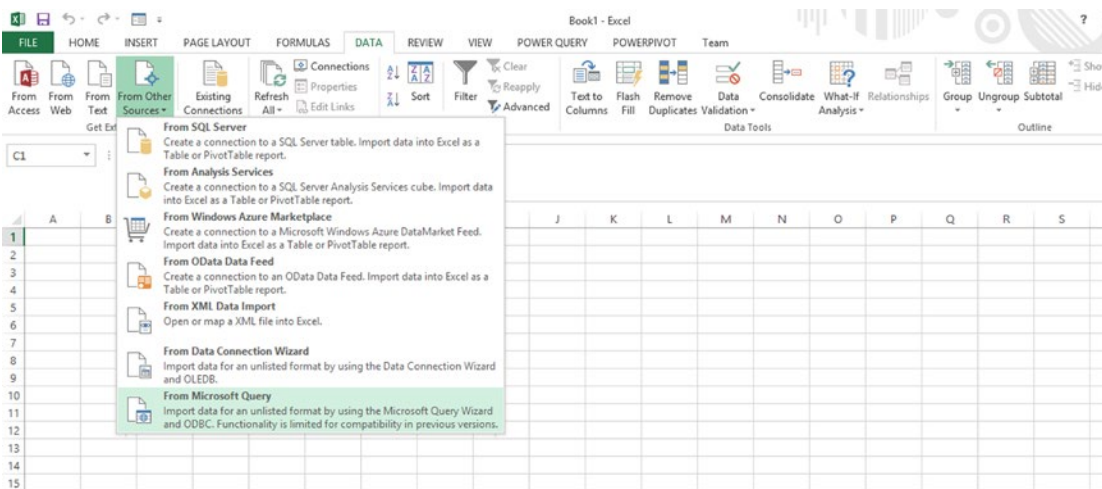 Book1 - Excel
?
FILE HOME INSERT PAGE LAYOUT FORMULAS DATA REVIEW VIEW POWER QUERY POWERPIVOT Team
From Access
From Web
From Text
From Other Sources
Existing Connections
Refresh All
Connections
Properties
Edit Links
Sort
Filter
Clear
Reapply
Advanced
Text to Columns
Flash Fill
Remove Duplicates
Data Validation
Consolidate
What-If Analysis
Relationships
Group
Ungroup
Subtotal
Sho
Hid
Get Ex
Data Tools
Outline
C1
From SQL Server
Create a connection to a SQL Server table. Import data into Excel as a
Table or PivotTable report.
From Analysis Services
Create a connection to a SQL Server Analysis Services cube. Import data
into Excel as a Table or PivotTable report.
From Windows Azure Marketplace
Create a connection to a Microsoft Windows Azure DataMarket Feed.
Import data into Excel as a Table or PivotTable report.
From OData Data Feed
Create a connection to an OData Data Feed. Import data into Excel as a
Table or PivotTable report.
From XML Data Import
Open or map a XML file into Excel.
From Data Connection Wizard
Import data for an unlisted format by using the Data Connection Wizard
and OLEDB.
From Microsoft Query
Import data for an unlisted format by using the Microsoft Query Wizard
and ODBC. Functionality is limited for compatibility in previous versions.
A B J K L M N O P Q R S
1
2
3
4
5
6
7
8
9
10
11
12
13
14
15